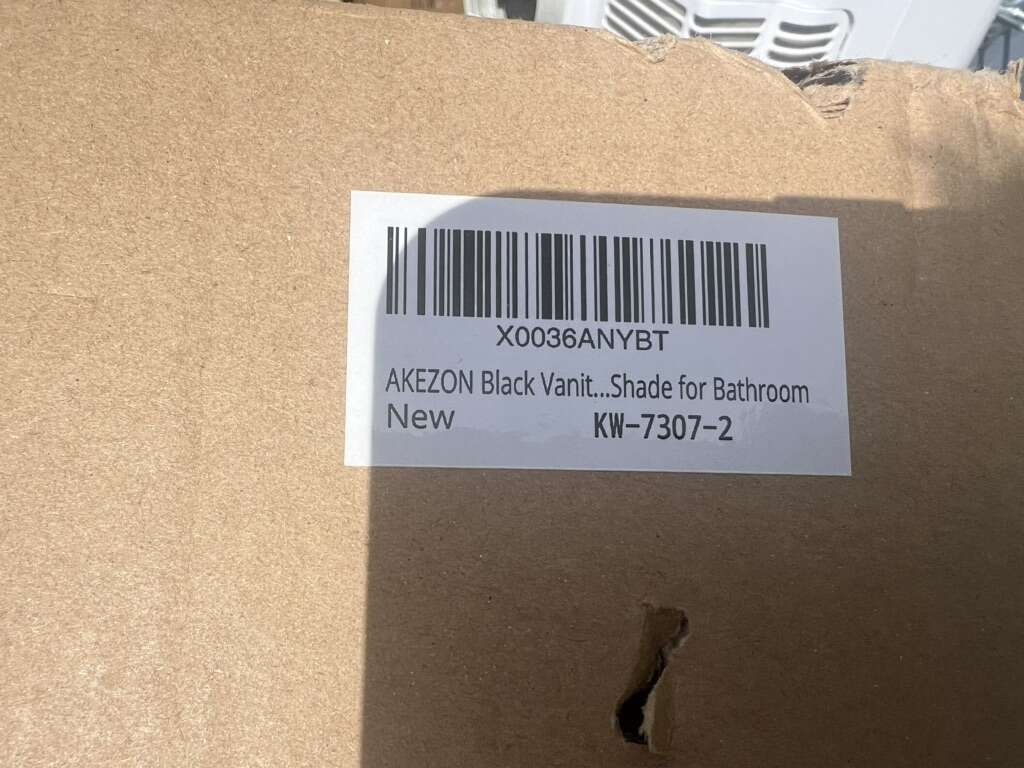 X0036ANYBT
AKEZON Black Vanit...Shade for Bathroom
New KW-7307-2